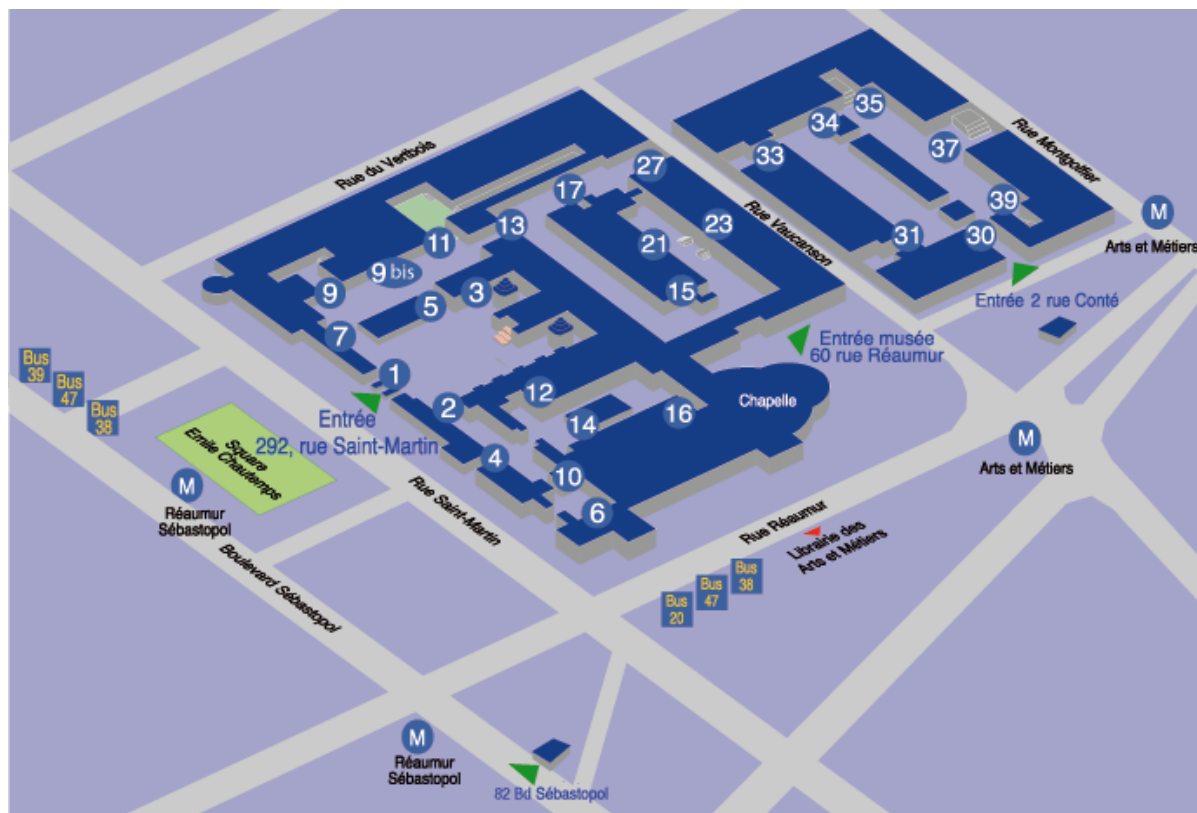 35
34
37
Rue Montgolfier
33
27
Rue du Vertbois
17
39
M
Arts et Métiers
13
23
Rue Vaucanson
31
30
11
21
9 bis
9
3
15
5
Entrée 2 rue Conté
7
Entrée musée
60 rue Réaumur
Bus
39
Bus
47
Bus
38
1
12
2
14
16
Chapelle
Entrée
292, rue Saint-Martin
Square
Emile Chautemps
4
10
M
Arts et Métiers
M
Réaumur
Sébastopol
6
Rue Saint-Martin
Rue Réaumur
Librairie des
Arts et Métiers
Bus
20
Bus
47
Bus
38
Boulevard Sébastopol
M
Réaumur
Sébastopol
82 Bd Sébastopol